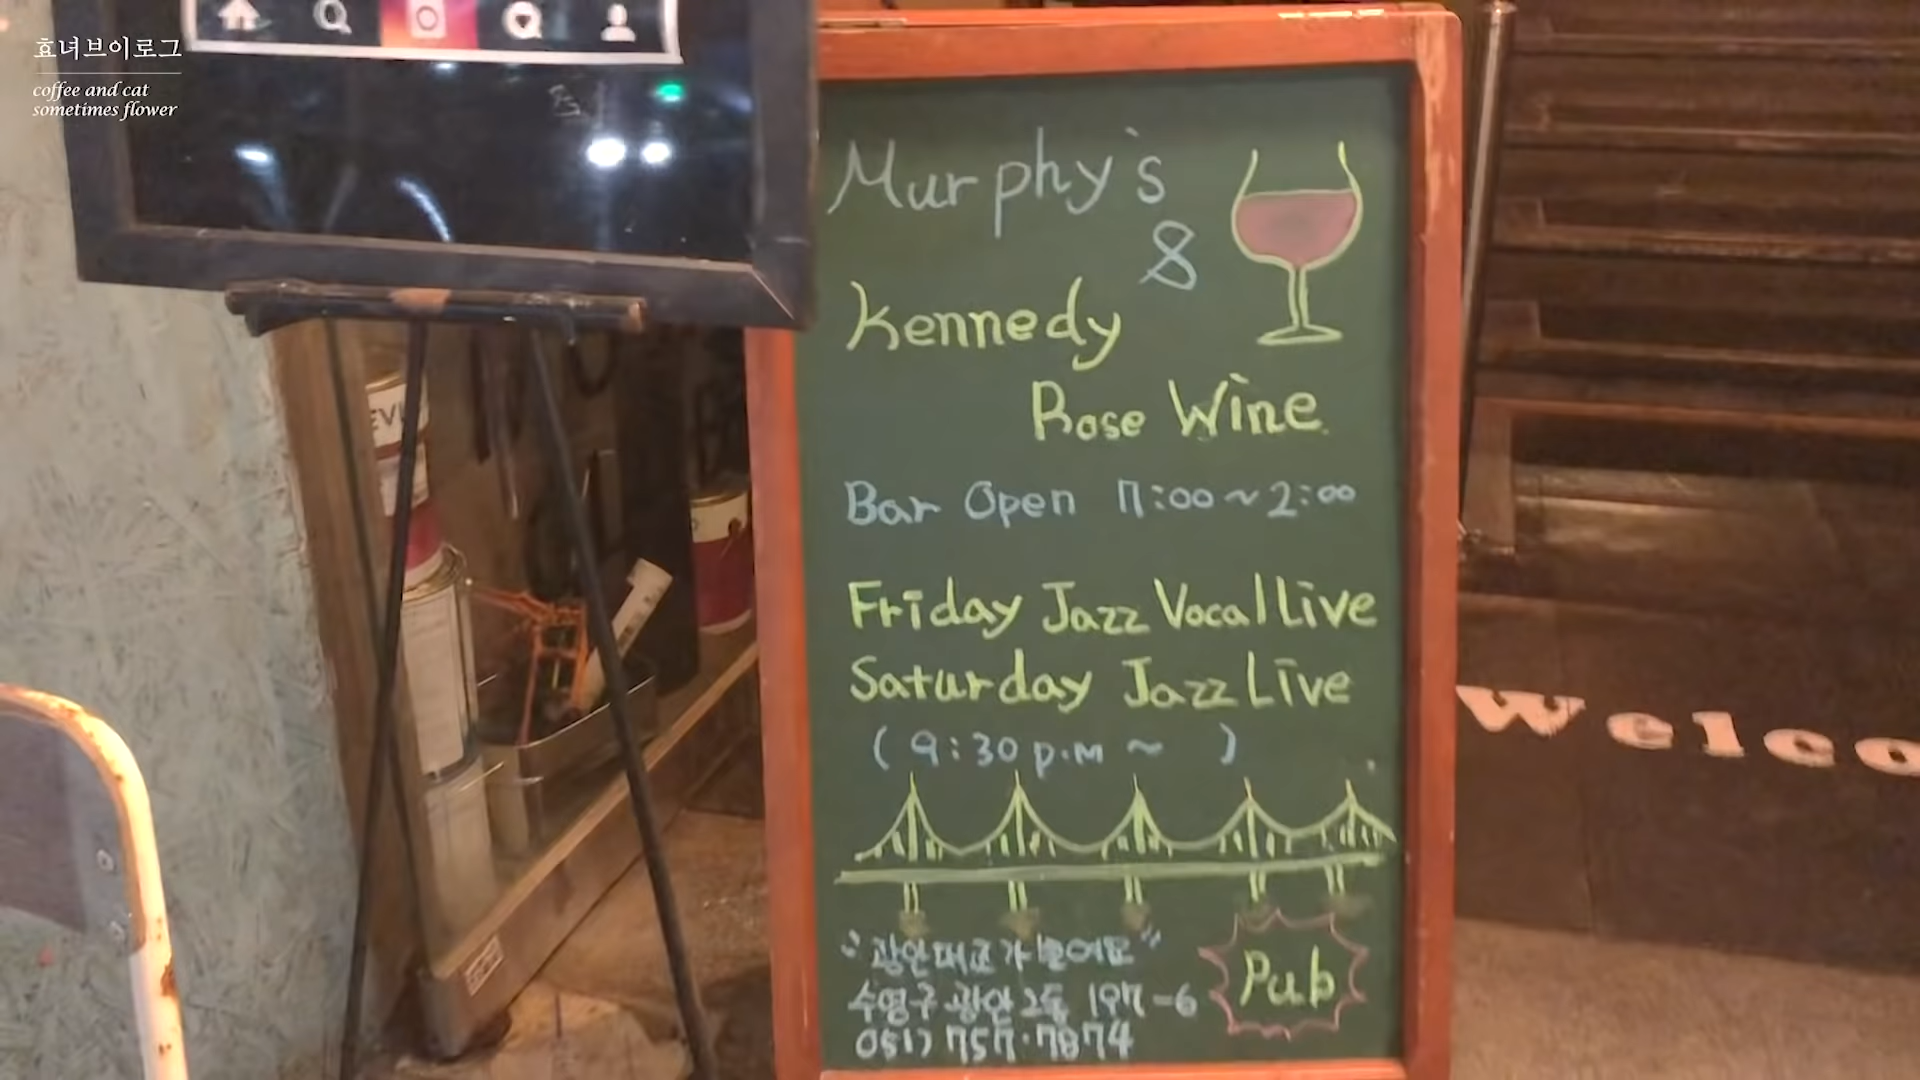 효녀브이로그
coffee and cat
sometimes flower
Murphy's
&
Kennedy
Rose Wine
Bar Open 7:00~2:00
Friday Jazz Vocal Live
Saturday Jazz Live
(9:30 p.m ~ )
"광안대교가 보여요"
수영구 광안2동 197-6
051) 757·7874
Pub
Welco